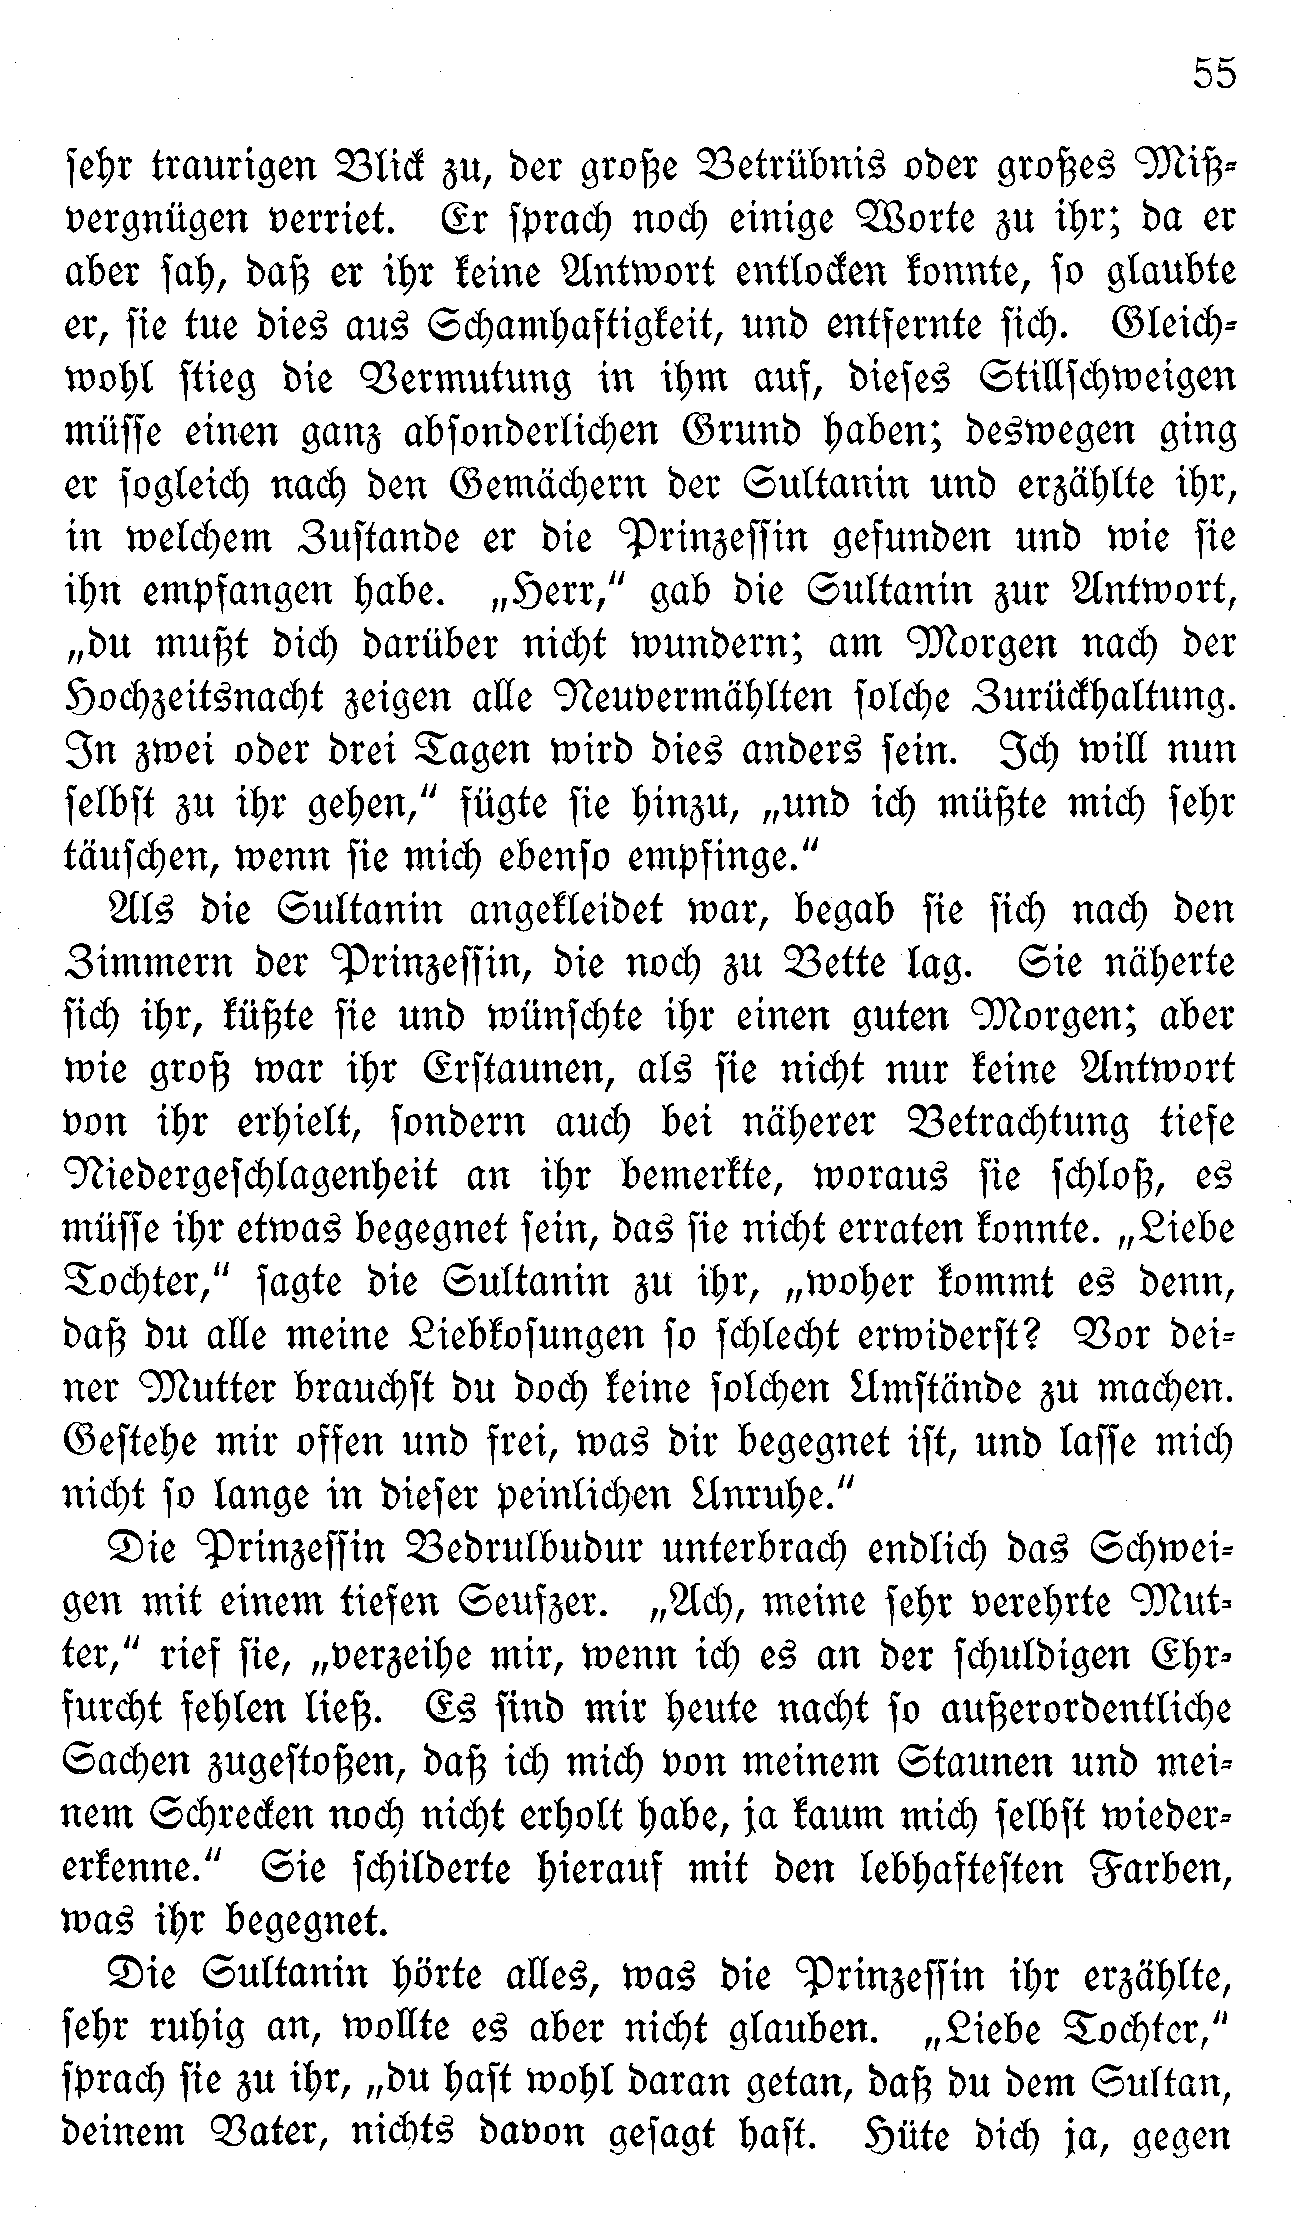 55
sehr traurigen Blick zu, der große Betrübnis oder großes Miß-
vergnügen verriet. Er sprach noch einige Worte zu ihr; da er
aber sah, daß er ihr keine Antwort entlocken konnte, so glaubte
er, sie tue dies aus Schamhaftigkeit, und entfernte sich. Gleich-
wohl stieg die Vermutung in ihm auf, dieses Stillschweigen
müsse einen ganz absonderlichen Grund haben; deswegen ging
er sogleich nach den Gemächern der Sultanin und erzählte ihr,
in welchem Zustande er die Prinzessin gefunden und wie sie
ihn empfangen habe. „Herr,“ gab die Sultanin zur Antwort,
„du mußt dich darüber nicht wundern; am Morgen nach der
Hochzeitsnacht zeigen alle Neuvermählten solche Zurückhaltung.
In zwei oder drei Tagen wird dies anders sein. Ich will nun
selbst zu ihr gehen,“ fügte sie hinzu, „und ich müßte mich sehr
täuschen, wenn sie mich ebenso empfinge.“
Als die Sultanin angekleidet war, begab sie sich nach den
Zimmern der Prinzessin, die noch zu Bette lag. Sie näherte
sich ihr, küßte sie und wünschte ihr einen guten Morgen; aber
wie groß war ihr Erstaunen, als sie nicht nur keine Antwort
von ihr erhielt, sondern auch bei näherer Betrachtung tiefe
Niedergeschlagenheit an ihr bemerkte, woraus sie schloß, es
müsse ihr etwas begegnet sein, das sie nicht erraten konnte. „Liebe
Tochter,“ sagte die Sultanin zu ihr, „woher kommt es denn,
daß du alle meine Liebkosungen so schlecht erwiderst? Vor dei-
ner Mutter brauchst du doch keine solchen Umstände zu machen.
Gestehe mir offen und frei, was dir begegnet ist, und lasse mich
nicht so lange in dieser peinlichen Unruhe.“
Die Prinzessin Bedrulbudur unterbrach endlich das Schwei-
gen mit einem tiefen Seufzer. „Ach, meine sehr verehrte Mut-
ter,“ rief sie, „verzeihe mir, wenn ich es an der schuldigen Ehr-
furcht fehlen ließ. Es sind mir heute nacht so außerordentliche
Sachen zugestoßen, daß ich mich von meinem Staunen und mei-
nem Schrecken noch nicht erholt habe, ja kaum mich selbst wieder-
erkenne.“ Sie schilderte hierauf mit den lebhaftesten Farben,
was ihr begegnet.
Die Sultanin hörte alles, was die Prinzessin ihr erzählte,
sehr ruhig an, wollte es aber nicht glauben. „Liebe Tochter,“
sprach sie zu ihr, „du hast wohl daran getan, daß du dem Sultan,
deinem Vater, nichts davon gesagt hast. Hüte dich ja, gegen